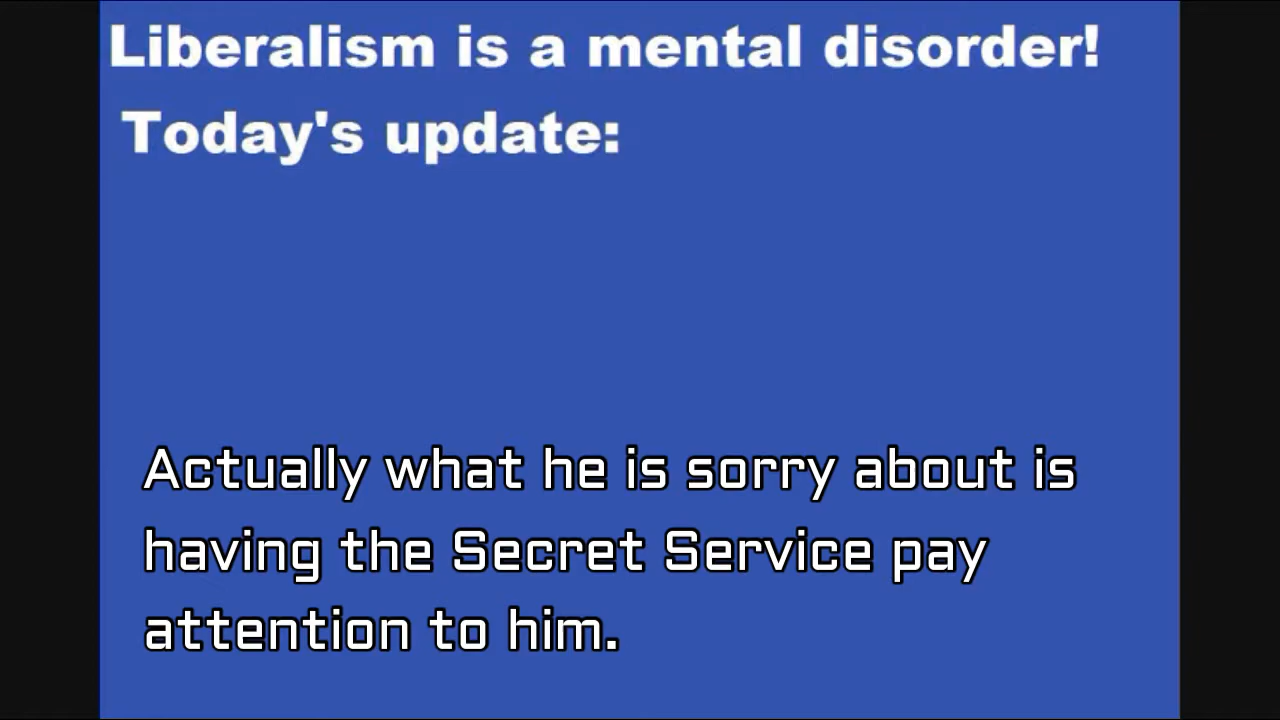 Liberalism is a mental disorder!
Today's update:
Actually what he is sorry about is
having the Secret Service pay
attention to him.